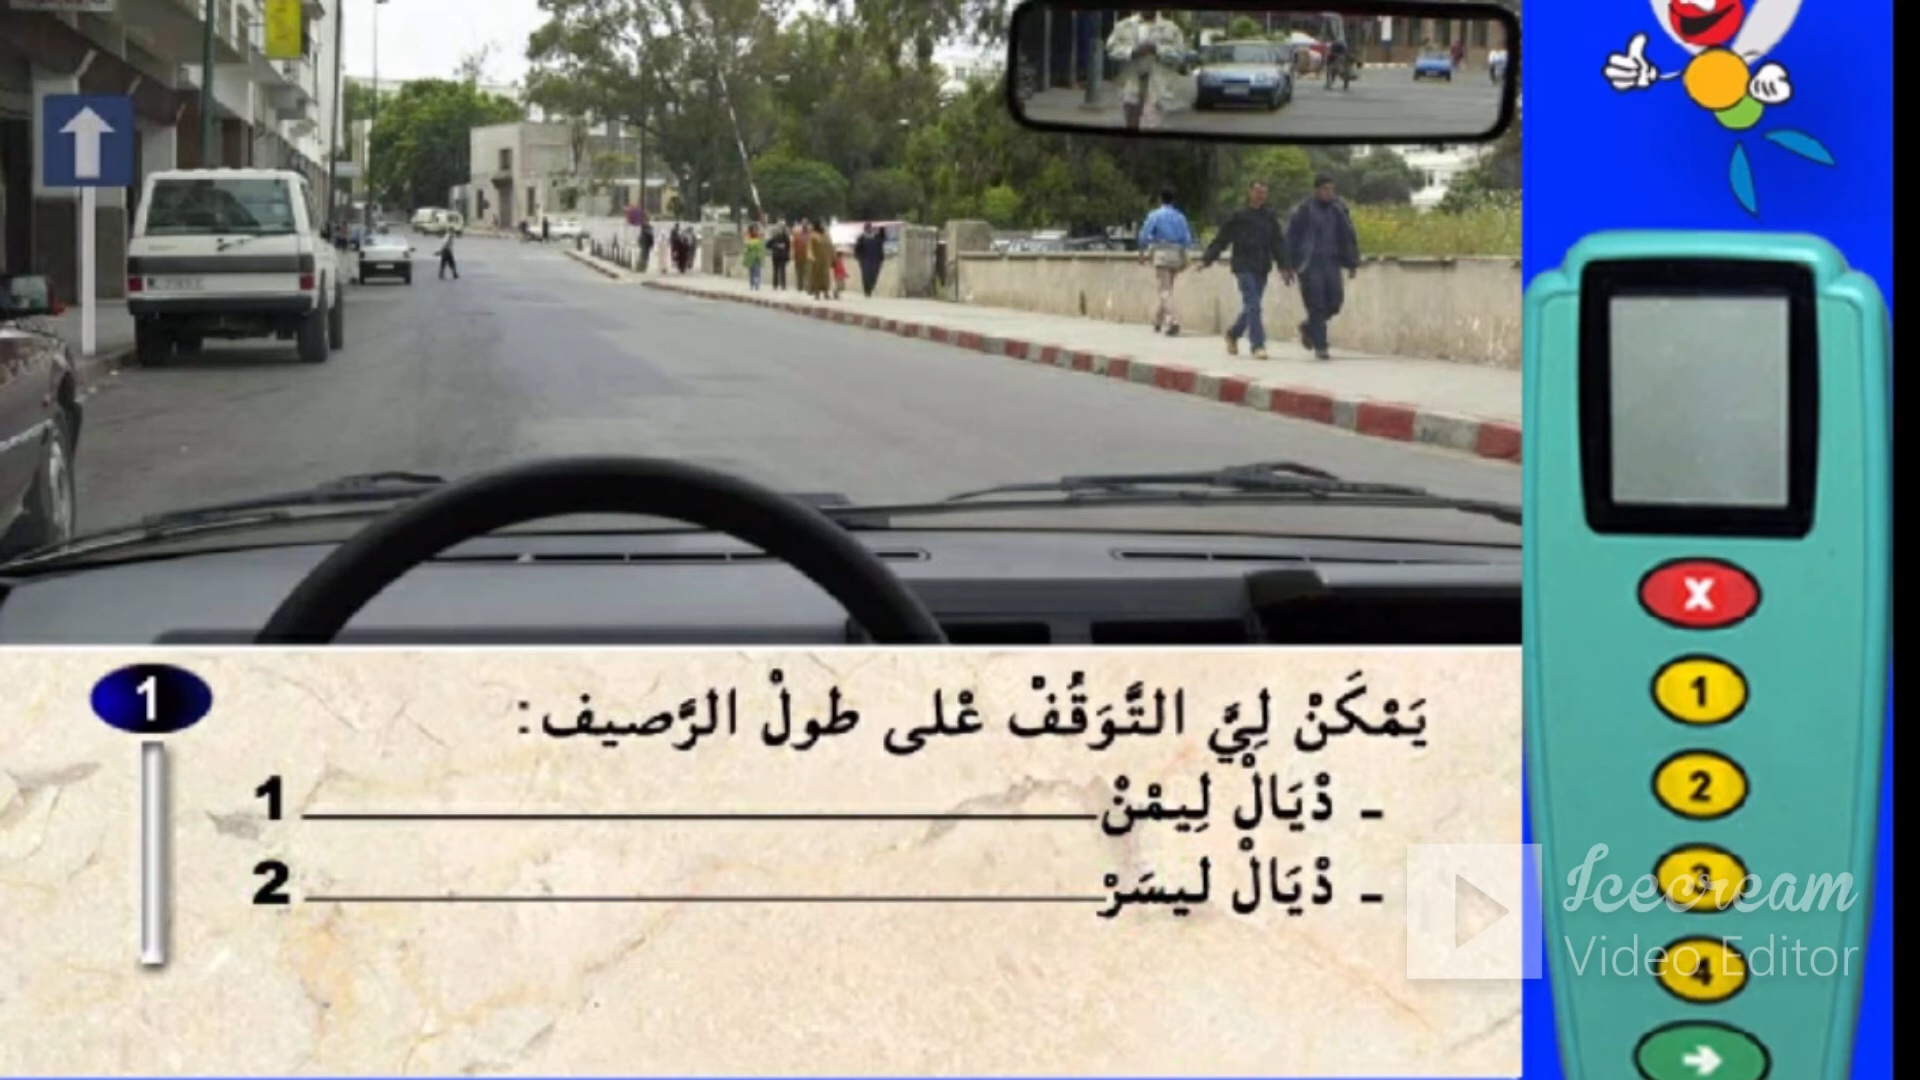 1
يَمْكَنْ لِيَّ التَّوَقُفْ عْلى طولْ الرَّصيف:
ـ دْيَالْ لِيمْنْ 1
ـ دْيَالْ ليسَرْ 2
X
1
2
3
4
Icecream
Video Editor